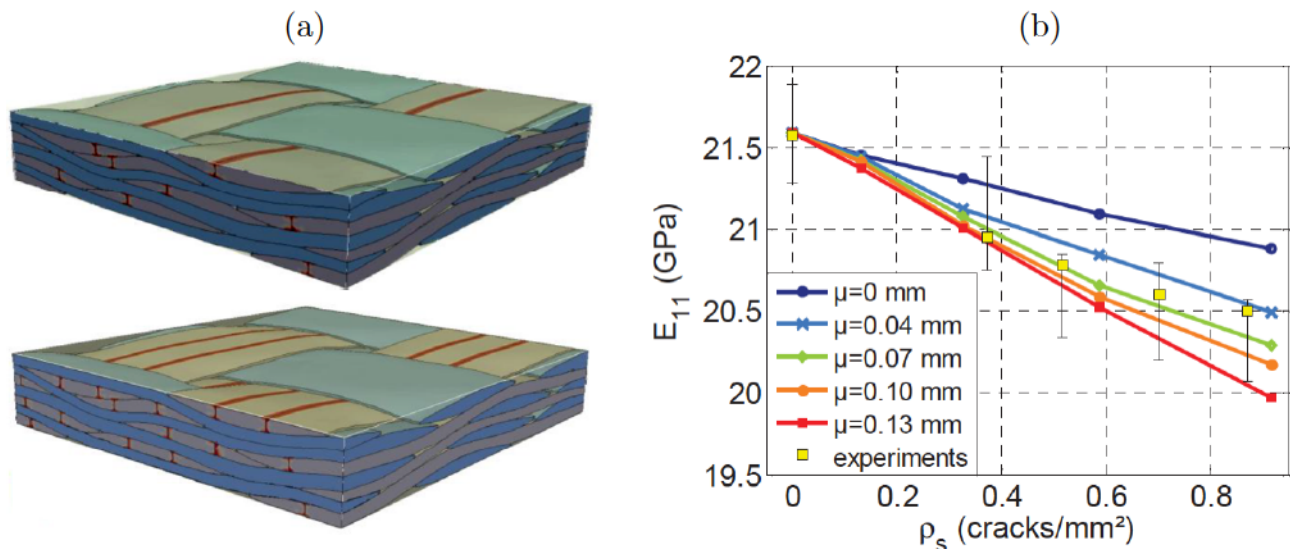 (a)
(b)
22
21.5
21
20.5
20
19.5
E₁₁ (GPa)
μ=0 mm
μ=0.04 mm
μ=0.07 mm
μ=0.10 mm
μ=0.13 mm
experiments
0 0.2 0.4 0.6 0.8
ρₛ (cracks/mm²)